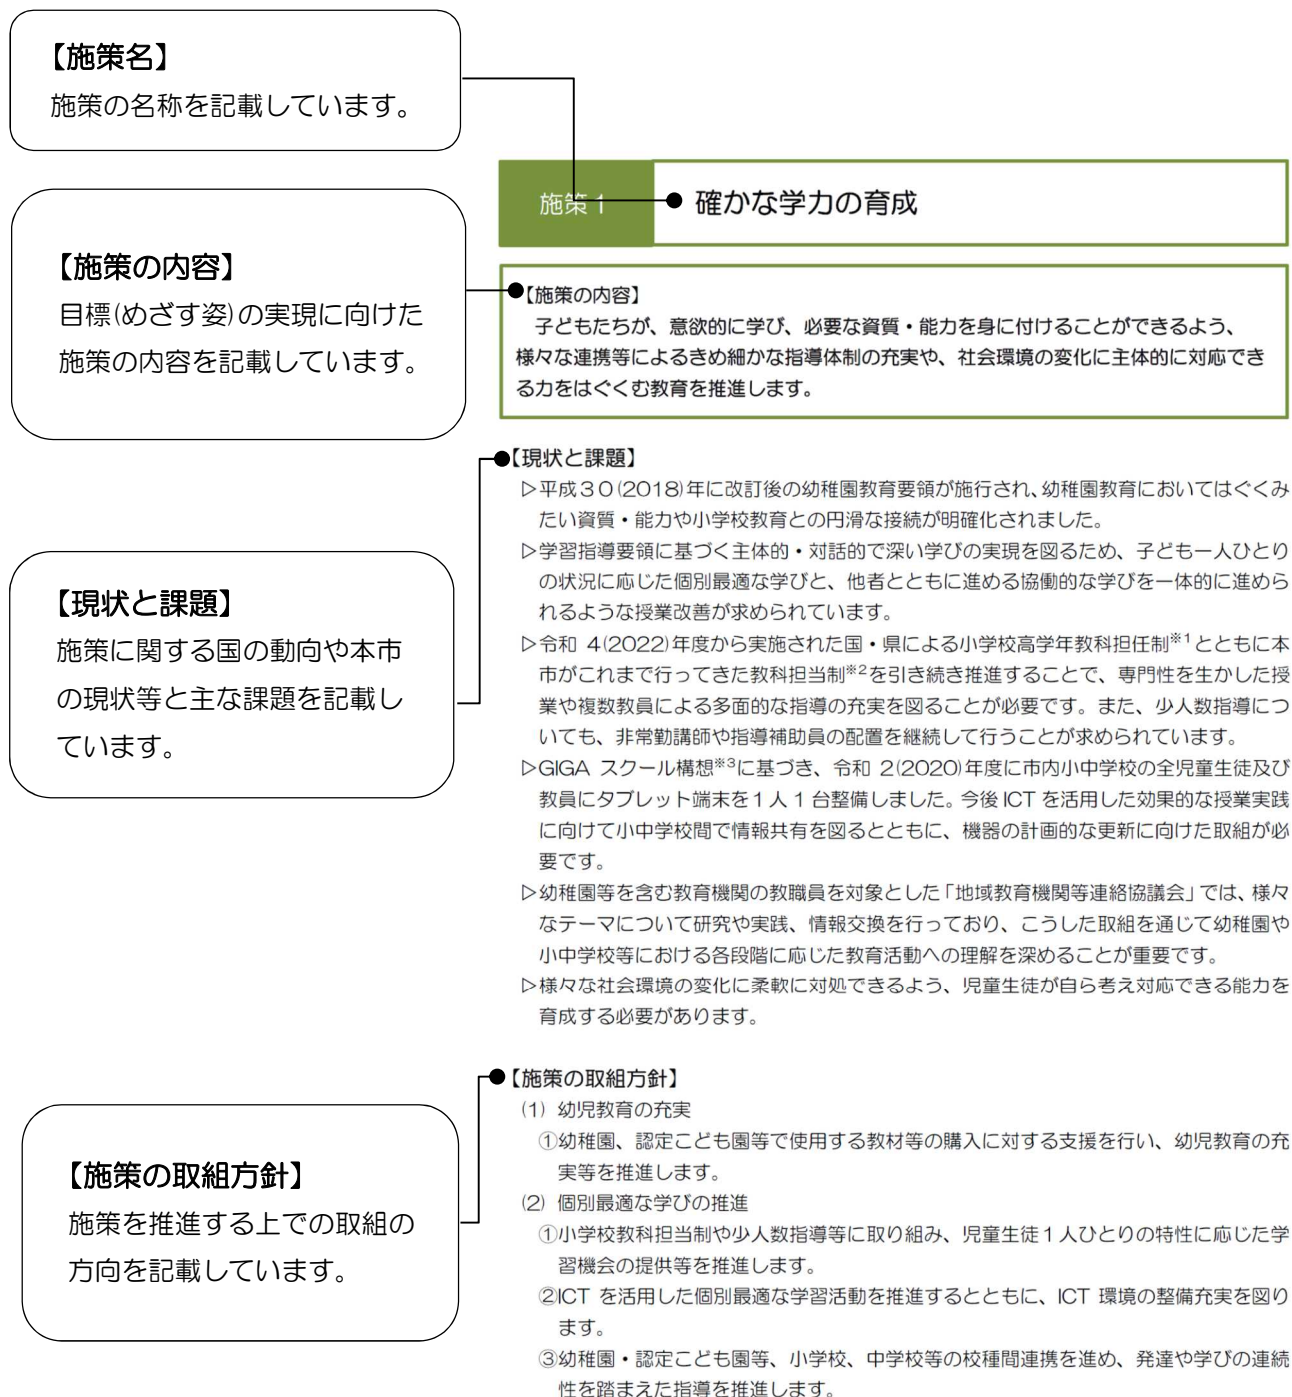 【施策名】
施策の名称を記載しています。
施策1
確かな学力の育成
【施策の内容】
目標(めざす姿)の実現に向けた
施策の内容を記載しています。
【施策の内容】
子どもたちが、意欲的に学び、必要な資質・能力を身に付けることができるよう、
様々な連携等によるきめ細かな指導体制の充実や、社会環境の変化に主体的に対応でき
る力をはぐくむ教育を推進します。
【現状と課題】
施策に関する国の動向や本市
の現状等と主な課題を記載し
ています。
【現状と課題】
▷平成30(2018)年に改訂後の幼稚園教育要領が施行され、幼稚園教育においてはぐくみ
たい資質・能力や小学校教育との円滑な接続が明確化されました。
▷学習指導要領に基づく主体的・対話的で深い学びの実現を図るため、子ども一人ひとり
の状況に応じた個別最適な学びと、他者とともに進める協働的な学びを一体的に進めら
れるような授業改善が求められています。
▷令和 4(2022)年度から実施された国・県による小学校高学年教科担任制※1とともに本
市がこれまで行ってきた教科担当制※2を引き続き推進することで、専門性を生かした授
業や複数教員による多面的な指導の充実を図ることが必要です。また、少人数指導につ
いても、非常勤講師や指導補助員の配置を継続して行うことが求められています。
▷GIGA スクール構想※3に基づき、令和 2(2020)年度に市内小中学校の全児童生徒及び
教員にタブレット端末を1人1台整備しました。今後ICTを活用した効果的な授業実践
に向けて小中学校間で情報共有を図るとともに、機器の計画的な更新に向けた取組が必
要です。
▷幼稚園等を含む教育機関の教職員を対象とした「地域教育機関等連絡協議会」では、様々
なテーマについて研究や実践、情報交換を行っており、こうした取組を通じて幼稚園や
小中学校等における各段階に応じた教育活動への理解を深めることが重要です。
▷様々な社会環境の変化に柔軟に対処できるよう、児童生徒が自ら考え対応できる能力を
育成する必要があります。
【施策の取組方針】
施策を推進する上での取組の
方向を記載しています。
【施策の取組方針】
(1) 幼児教育の充実
①幼稚園、認定こども園等で使用する教材等の購入に対する支援を行い、幼児教育の充
実等を推進します。
(2) 個別最適な学びの推進
①小学校教科担当制や少人数指導等に取り組み、児童生徒1人ひとりの特性に応じた学
習機会の提供等を推進します。
②ICT を活用した個別最適な学習活動を推進するとともに、ICT 環境の整備充実を図り
ます。
③幼稚園・認定こども園等、小学校、中学校等の校種間連携を進め、発達や学びの連続
性を踏まえた指導を推進します。